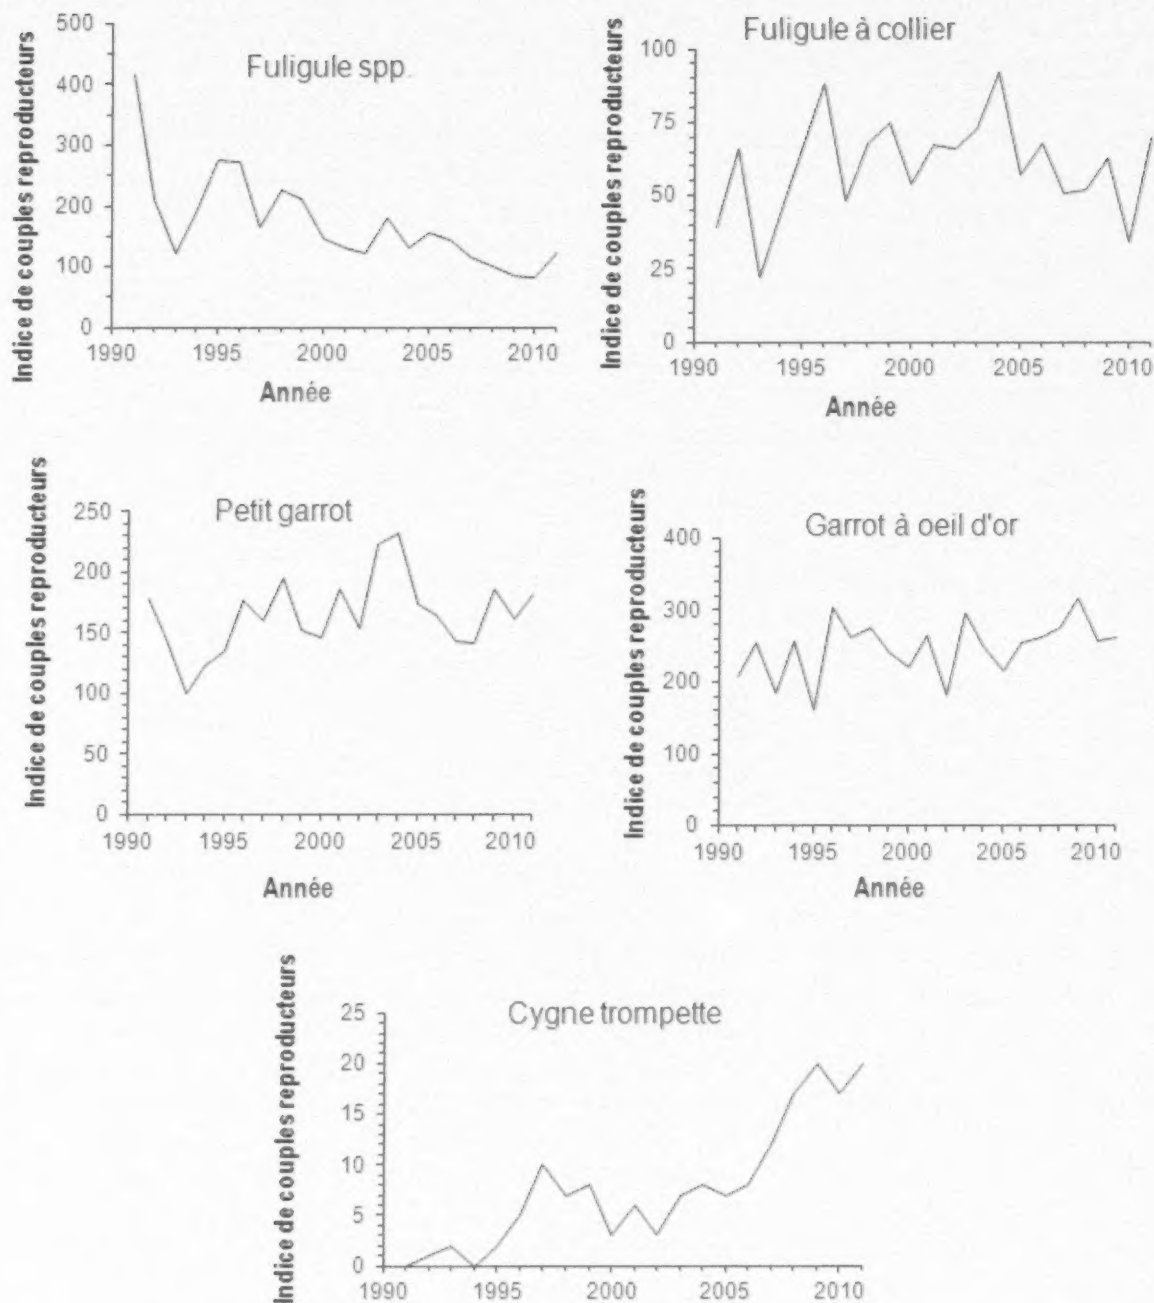 Fuligule spp.
Indice de couples reproducteurs
500
400
300
200
100
0
1990 1995 2000 2005 2010
Année
Fuligule à collier
Indice de couples reproducteurs
100
75
50
25
0
1990 1995 2000 2005 2010
Année
Petit garrot
Indice de couples reproducteurs
250
200
150
100
50
0
1990 1995 2000 2005 2010
Année
Garrot à oeil d'or
Indice de couples reproducteurs
400
300
200
100
0
1990 1995 2000 2005 2010
Année
Cygne trompette
Indice de couples reproducteurs
25
20
15
10
5
0
1990 1995 2000 2005 2010